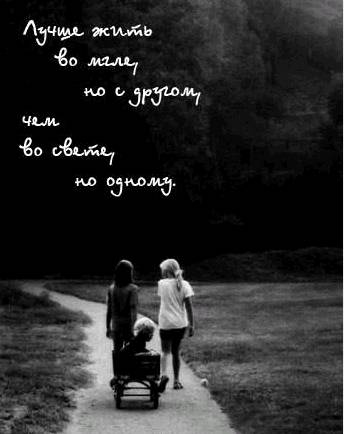 Лучше жить
во мгле,
но с другом,
чем
во свете,
но одному.